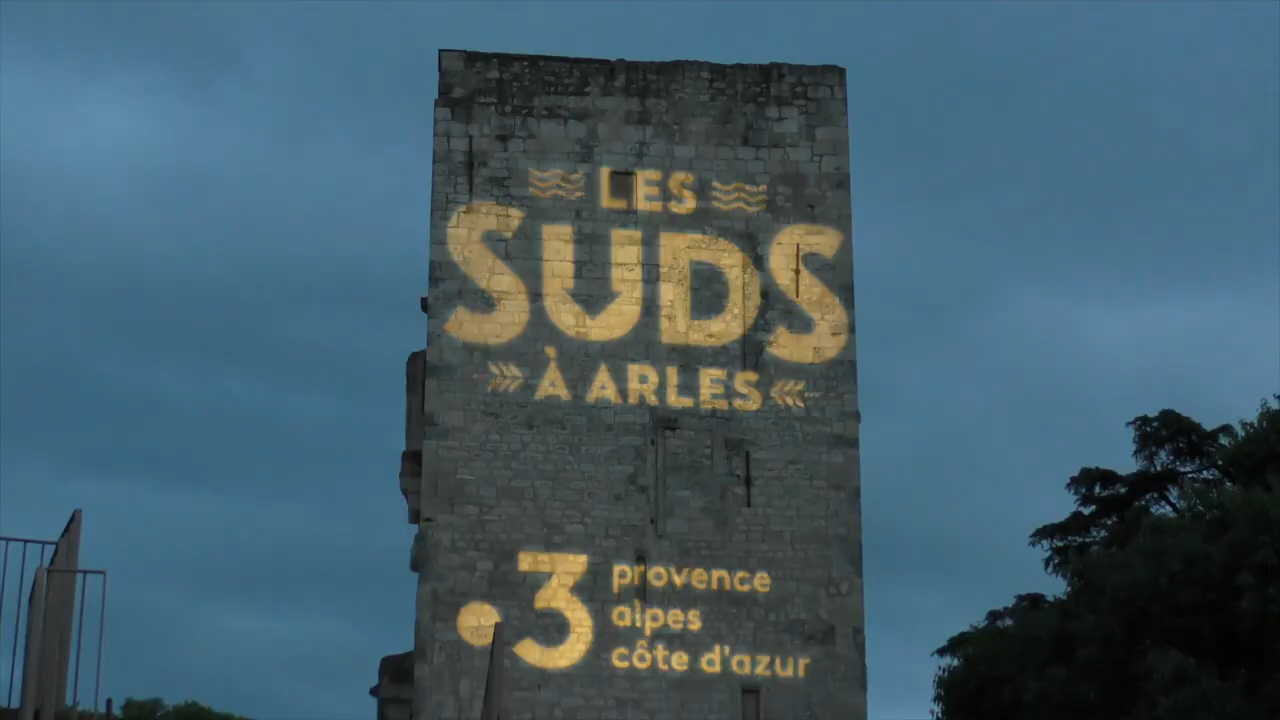 LES
SUDS
À ARLES
.3
provence
alpes
côte d'azur